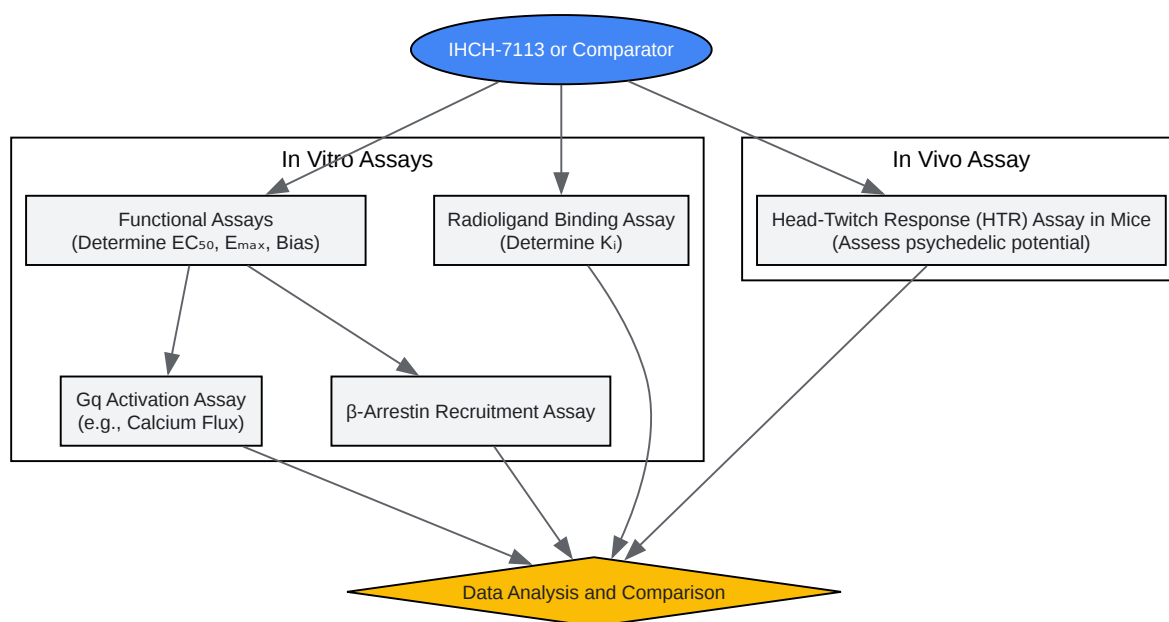 IHCH-7113 or Comparator
In Vitro Assays
In Vivo Assay
Functional Assays
(Determine EC₅₀, Eₘₐₓ, Bias)
Radioligand Binding Assay
(Determine Kᵢ)
Head-Twitch Response (HTR) Assay in Mice
(Assess psychedelic potential)
Gq Activation Assay
(e.g., Calcium Flux)
β-Arrestin Recruitment Assay
Data Analysis and Comparison